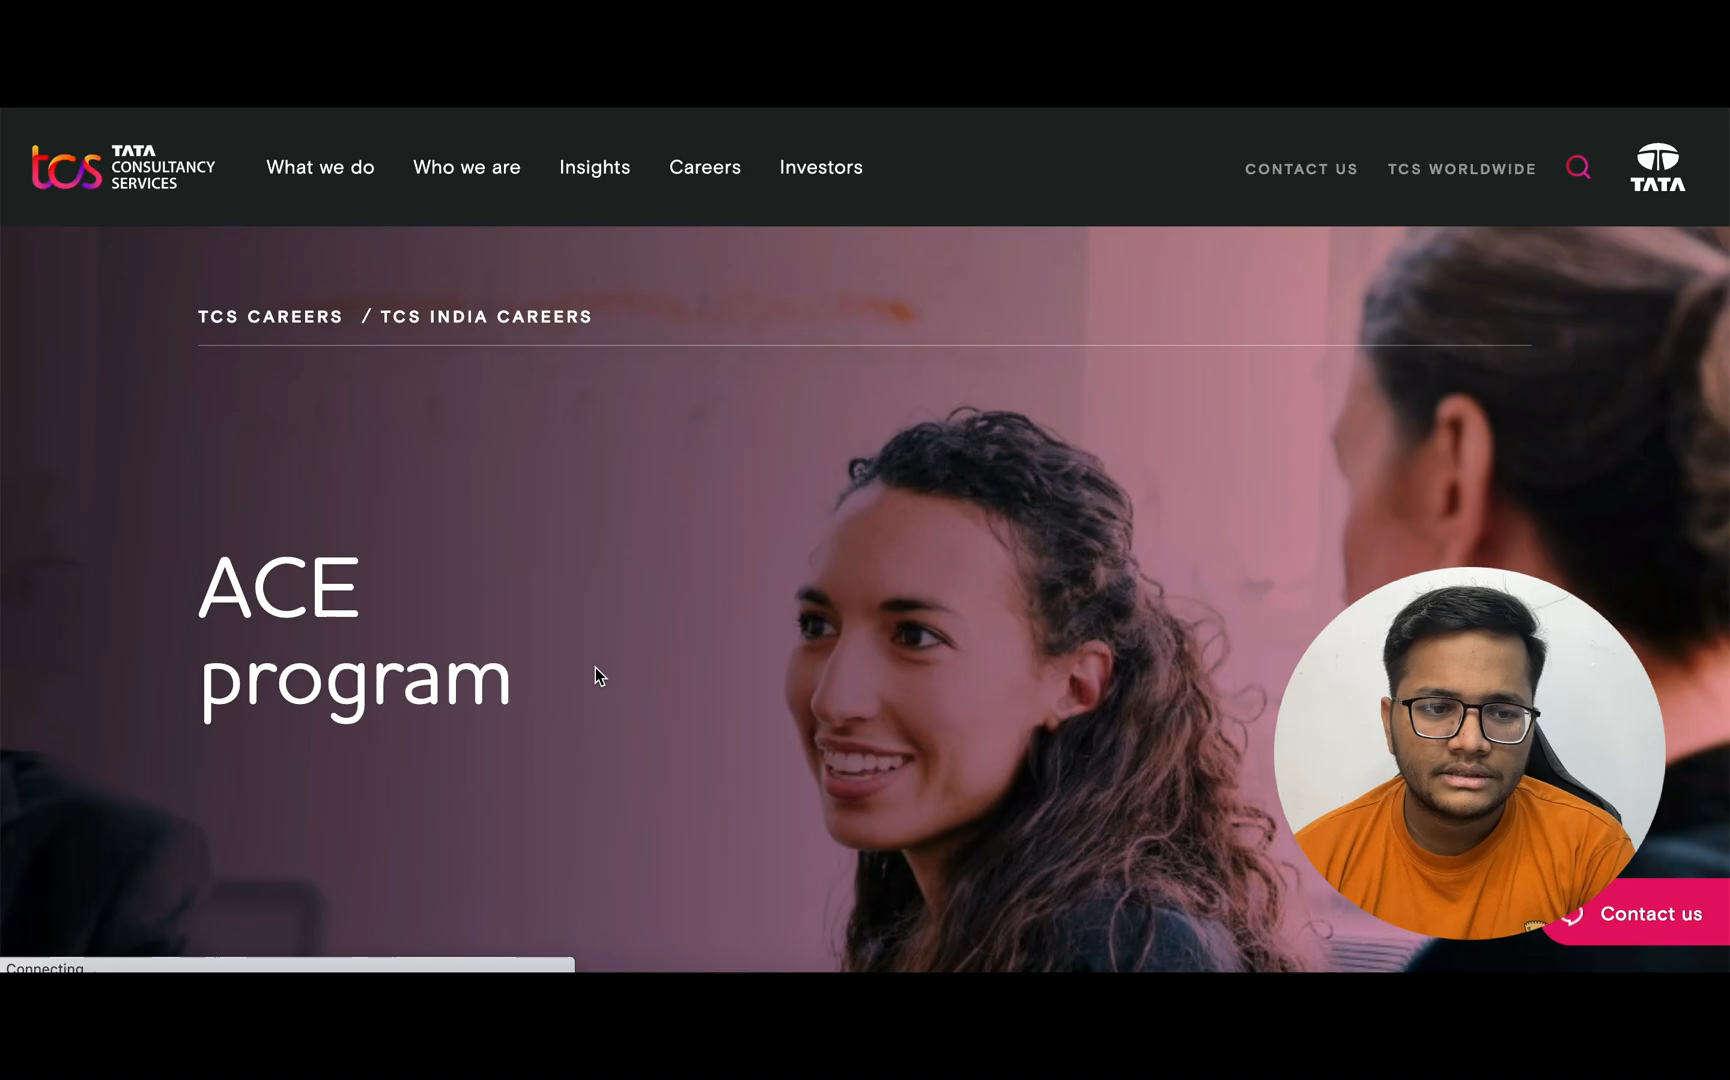 tcs TATA
CONSULTANCY
SERVICES
What we do
Who we are
Insights
Careers
Investors
CONTACT US
TCS WORLDWIDE
TATA
TCS CAREERS / TCS INDIA CAREERS
ACE
program
Contact us
Connecting...